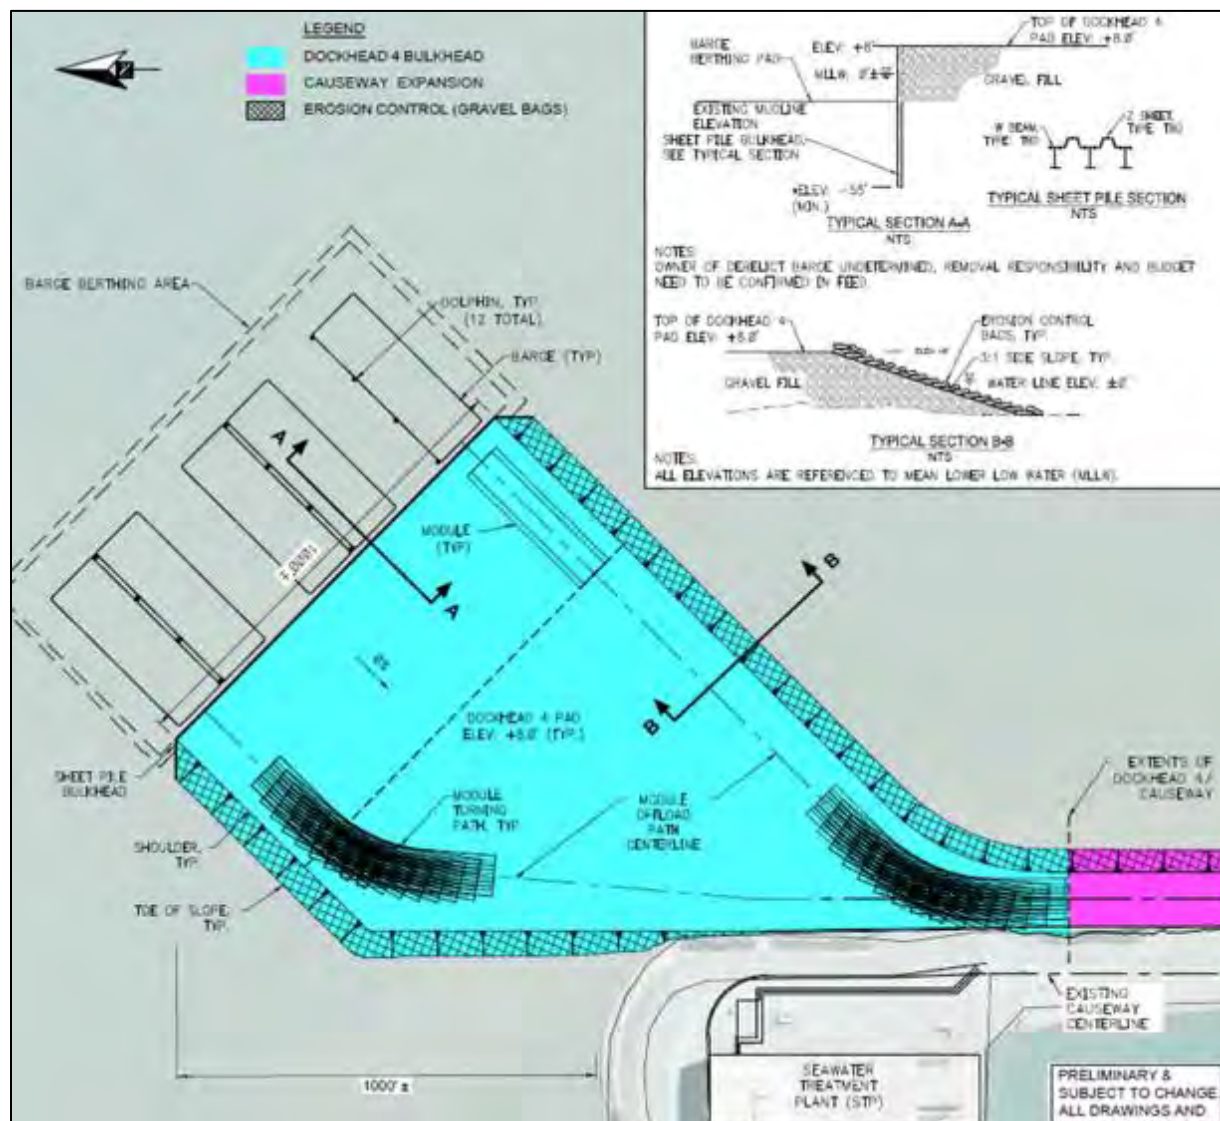 LEGEND
DOCKHEAD 4 BULKHEAD
CAUSEWAY EXPANSION
EROSION CONTROL (GRAVEL BAGS)
TOP OF DOCKHEAD 4
PAD ELEV: +8.0'
BARGE
BERTHING PAD
ELEV: +8'
MLLW
GRAVEL FILL
EXISTING MUDLINE
ELEVATION
SHEET PILE BULKHEAD,
SEE TYPICAL SECTION
ELEV: -55'
(MIN.)
TYPICAL SECTION A-A
NTS
W BEAM,
Z SHEET,
TYPICAL SHEET PILE SECTION
NTS
NOTES:
OWNER OF DERELICT BARGE UNDETERMINED, REMOVAL RESPONSIBILITY AND BUDGET
NEED TO BE CONFIRMED IN FEED.
TOP OF DOCKHEAD 4
PAD ELEV: +8.0'
EROSION CONTROL
BAGS, TYP.
3:1 SIDE SLOPE, TYP.
GRAVEL FILL
WATER LINE ELEV: ±0'
TYPICAL SECTION B-B
NTS
NOTES:
ALL ELEVATIONS ARE REFERENCED TO MEAN LOWER LOW WATER (MLLW).
BARGE BERTHING AREA
DOLPHIN, TYP.
(12 TOTAL)
BARGE (TYP)
A
MODULE
(TYP)
1000' ±
A
B
B
DOCKHEAD 4 PAD
ELEV: +8.0' (TYP.)
SHEET PILE
BULKHEAD
MODULE
TURNING
PATH, TYP
MODULE
OFFLOAD
PATH
CENTERLINE
EXTENTS OF
DOCKHEAD 4/
CAUSEWAY
SHOULDER,
TYP.
TOE OF SLOPE,
TYP.
EXISTING
CAUSEWAY
CENTERLINE
1000' ±
SEAWATER
TREATMENT
PLANT (STP)
PRELIMINARY &
SUBJECT TO CHANGE.
ALL DRAWINGS AND